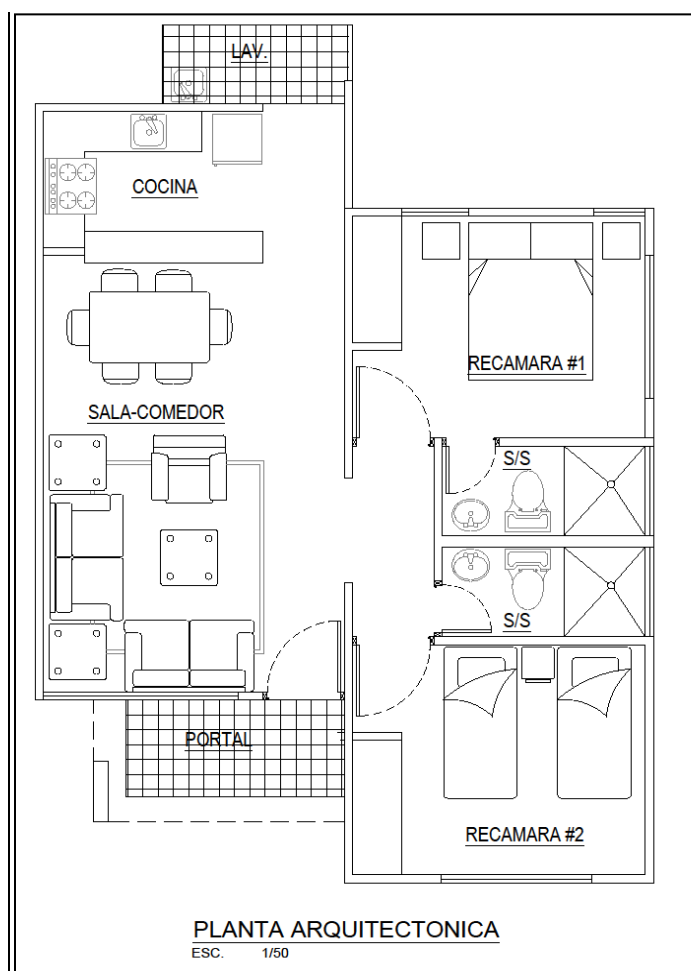 LAV.
COCINA
RECAMARA #1
SALA-COMEDOR
S/S
S/S
PORTAL
RECAMARA #2
PLANTA ARQUITECTONICA
ESC. 1/50